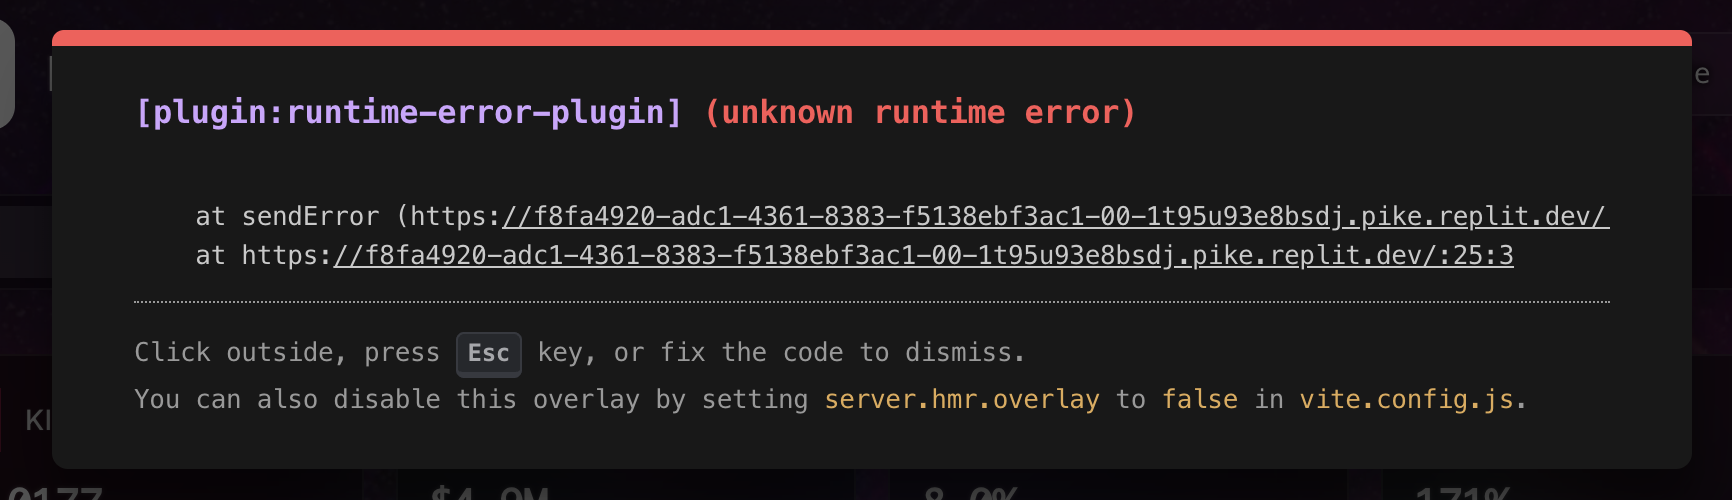 e
[plugin:runtime-error-plugin] (unknown runtime error)
at sendError (https://f8fa4920-adc1-4361-8383-f5138ebf3ac1-00-1t95u93e8bsdj.pike.replit.dev/
at https://f8fa4920-adc1-4361-8383-f5138ebf3ac1-00-1t95u93e8bsdj.pike.replit.dev/:25:3
Click outside, press Esc key, or fix the code to dismiss.
You can also disable this overlay by setting server.hmr.overlay to false in vite.config.js.